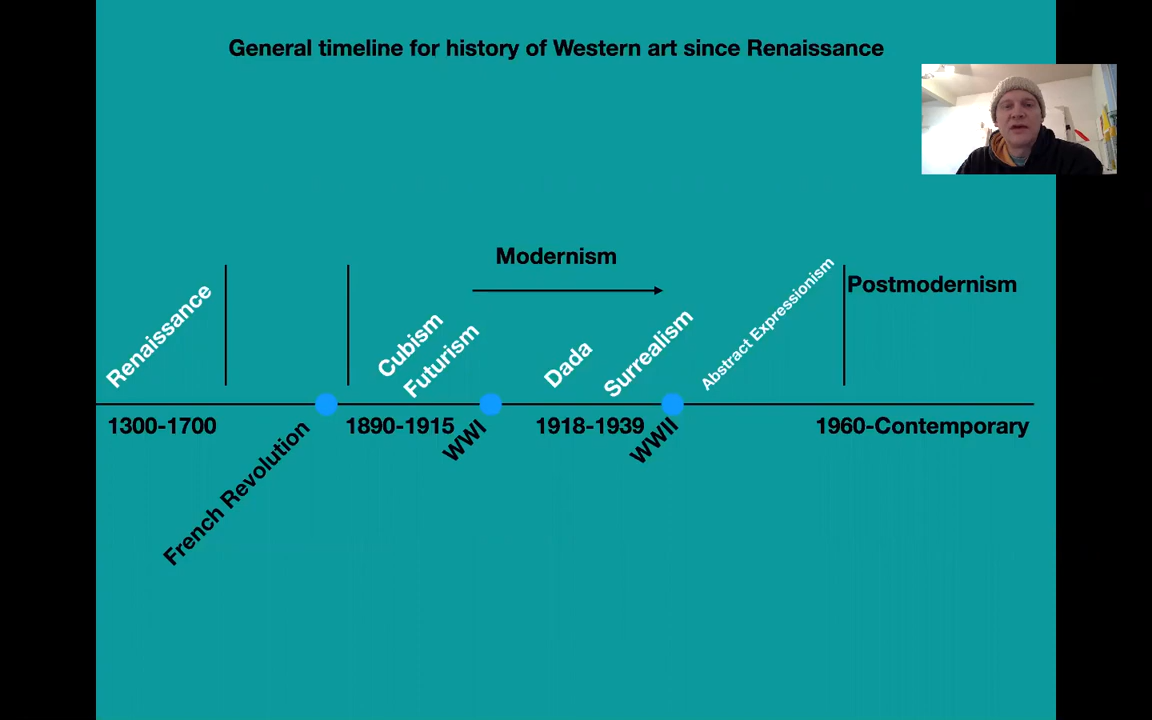 General timeline for history of Western art since Renaissance
Modernism
Postmodernism
Renaissance
Cubism
Futurism
Dada
Surrealism
Abstract Expressionism
1300-1700
1890-1915
1918-1939
1960-Contemporary
French Revolution
WWI
WWII